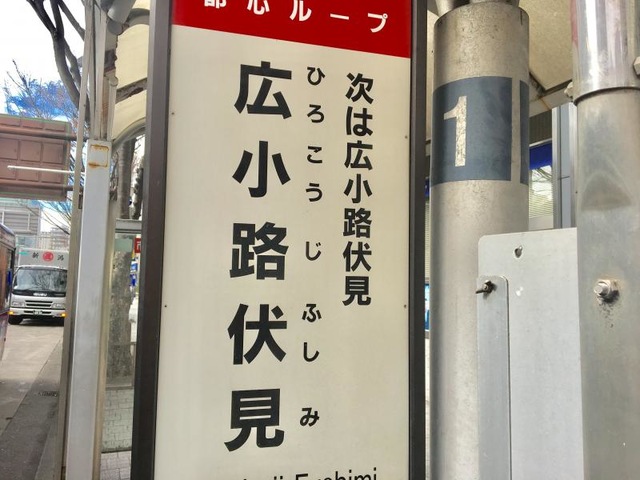 都心ループ
次は広小路伏見
ひろこうじふしみ
広小路伏見
1